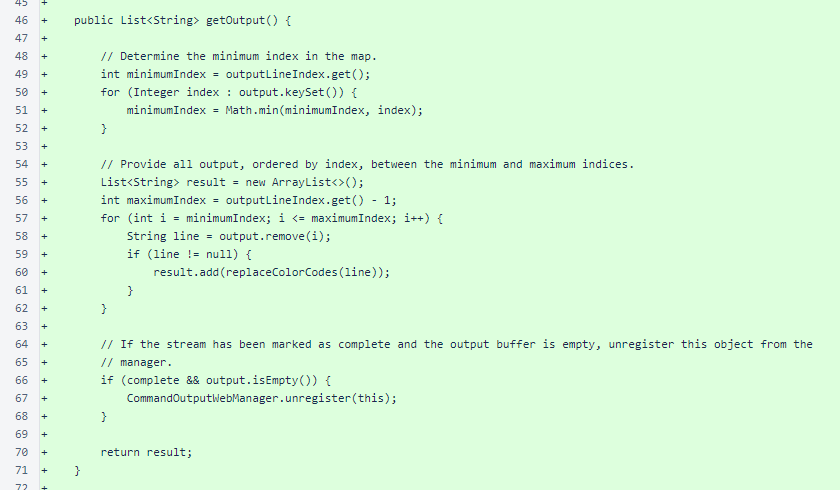 45 +
46 + public List<String> getOutput() {
47 +
48 + // Determine the minimum index in the map.
49 + int minimumIndex = outputLineIndex.get();
50 + for (Integer index : output.keySet()) {
51 + minimumIndex = Math.min(minimumIndex, index);
52 + }
53 +
54 + // Provide all output, ordered by index, between the minimum and maximum indices.
55 + List<String> result = new ArrayList<>();
56 + int maximumIndex = outputLineIndex.get() - 1;
57 + for (int i = minimumIndex; i <= maximumIndex; i++) {
58 + String line = output.remove(i);
59 + if (line != null) {
60 + result.add(replaceColorCodes(line));
61 + }
62 + }
63 +
64 + // If the stream has been marked as complete and the output buffer is empty, unregister this object from the
65 + // manager.
66 + if (complete && output.isEmpty()) {
67 + CommandOutputWebManager.unregister(this);
68 + }
69 +
70 + return result;
71 + }
72 +